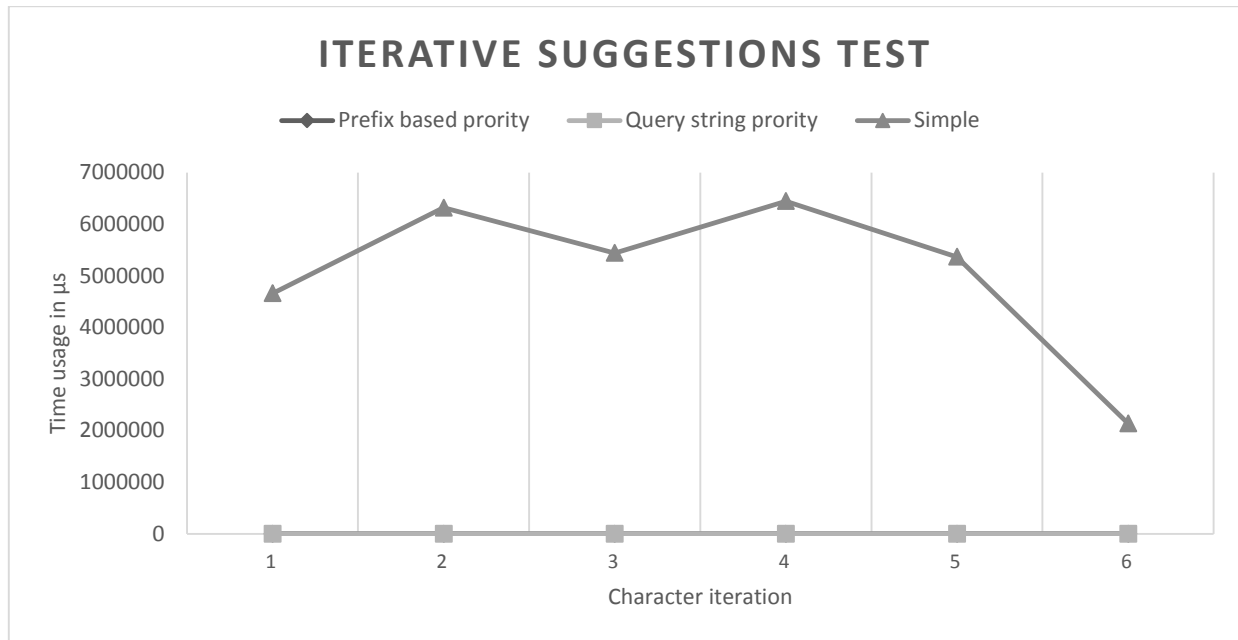 ITERATIVE SUGGESTIONS TEST
Prefix based prority Query string prority Simple
Time usage in µs
7000000
6000000
5000000
4000000
3000000
2000000
1000000
0
1 2 3 4 5 6
Character iteration